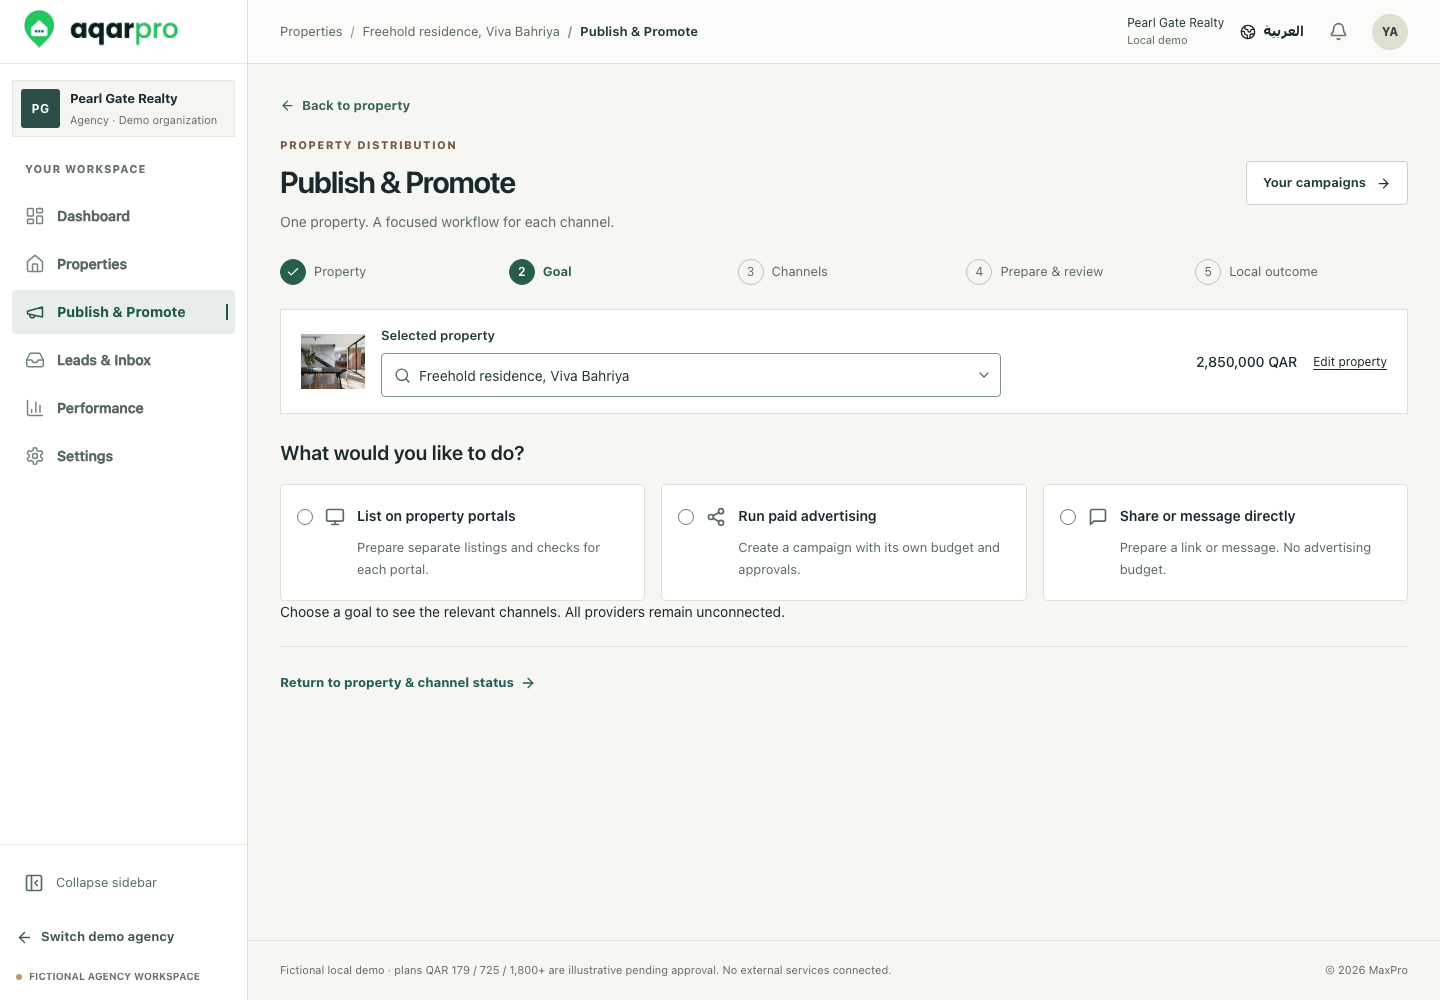 aqarpro
Properties / Freehold residence, Viva Bahriya / Publish & Promote
Pearl Gate Realty
Local demo
العربية
YA
PG
Pearl Gate Realty
Agency · Demo organization
YOUR WORKSPACE
Dashboard
Properties
Publish & Promote
Leads & Inbox
Performance
Settings
Collapse sidebar
Switch demo agency
FICTIONAL AGENCY WORKSPACE
Back to property
PROPERTY DISTRIBUTION
Publish & Promote
One property. A focused workflow for each channel.
Your campaigns
Property
2 Goal
3 Channels
4 Prepare & review
5 Local outcome
Selected property
Freehold residence, Viva Bahriya
2,850,000 QAR
Edit property
What would you like to do?
List on property portals
Prepare separate listings and checks for
each portal.
Run paid advertising
Create a campaign with its own budget and
approvals.
Share or message directly
Prepare a link or message. No advertising
budget.
Choose a goal to see the relevant channels. All providers remain unconnected.
Return to property & channel status
Fictional local demo · plans QAR 179 / 725 / 1,800+ are illustrative pending approval. No external services connected.
© 2026 MaxPro